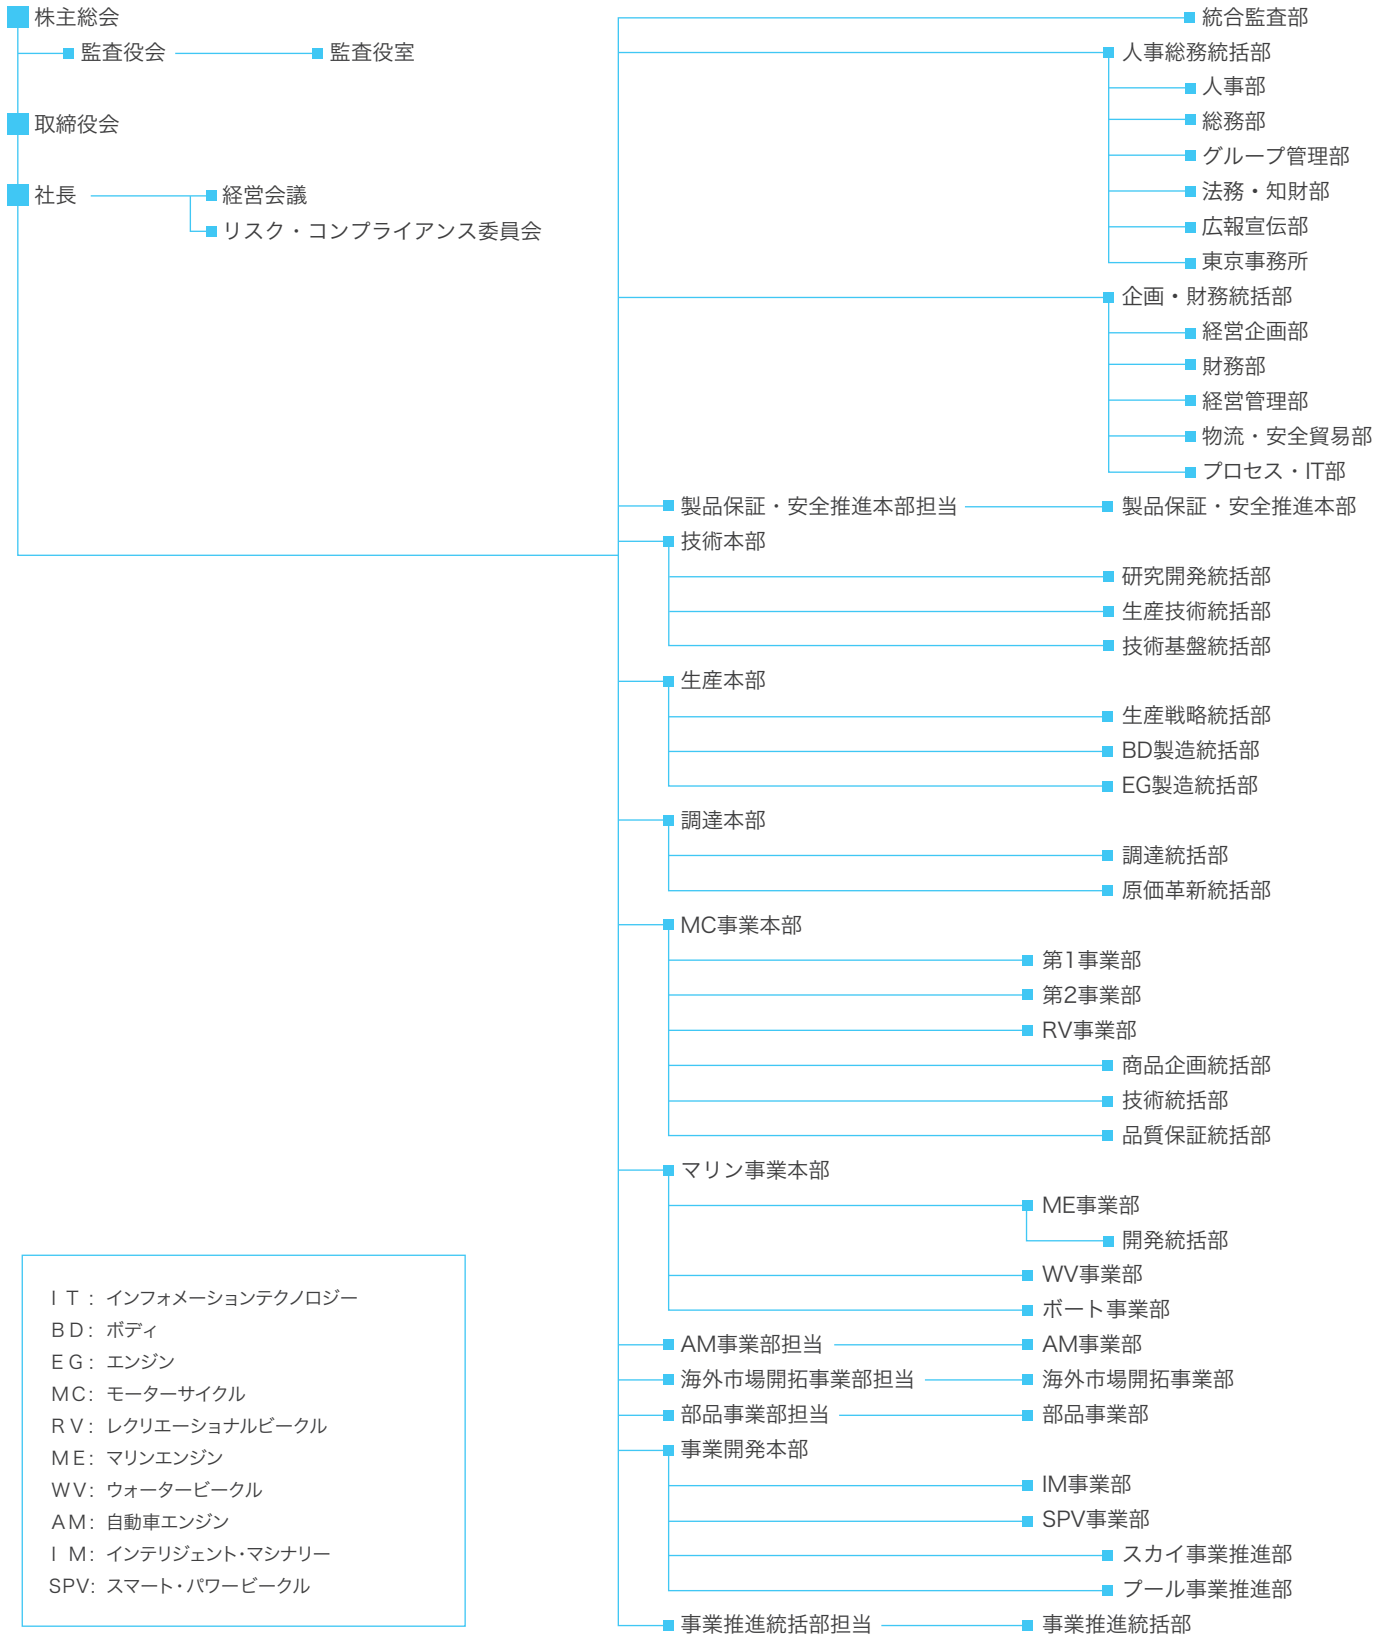 株主総会
監査役会
監査役室
取締役会
社長
経営会議
リスク・コンプライアンス委員会
統合監査部
人事総務統括部
人事部
総務部
グループ管理部
法務・知財部
広報宣伝部
東京事務所
企画・財務統括部
経営企画部
財務部
経営管理部
物流・安全貿易部
プロセス・IT部
製品保証・安全推進本部担当
製品保証・安全推進本部
技術本部
研究開発統括部
生産技術統括部
技術基盤統括部
生産本部
生産戦略統括部
BD製造統括部
EG製造統括部
調達本部
調達統括部
原価革新統括部
MC事業本部
第1事業部
第2事業部
RV事業部
商品企画統括部
技術統括部
品質保証統括部
マリン事業本部
ME事業部
開発統括部
WV事業部
ボート事業部
AM事業部担当
AM事業部
海外市場開拓事業部担当
海外市場開拓事業部
部品事業部担当
部品事業部
事業開発本部
IM事業部
SPV事業部
スカイ事業推進部
プール事業推進部
事業推進統括部担当
事業推進統括部
IT: インフォメーションテクノロジー
BD: ボディ
EG: エンジン
MC: モーターサイクル
RV: レクリエーショナルビークル
ME: マリンエンジン
WV: ウォータービークル
AM: 自動車エンジン
IM: インテリジェント・マシナリー
SPV: スマート・パワービークル